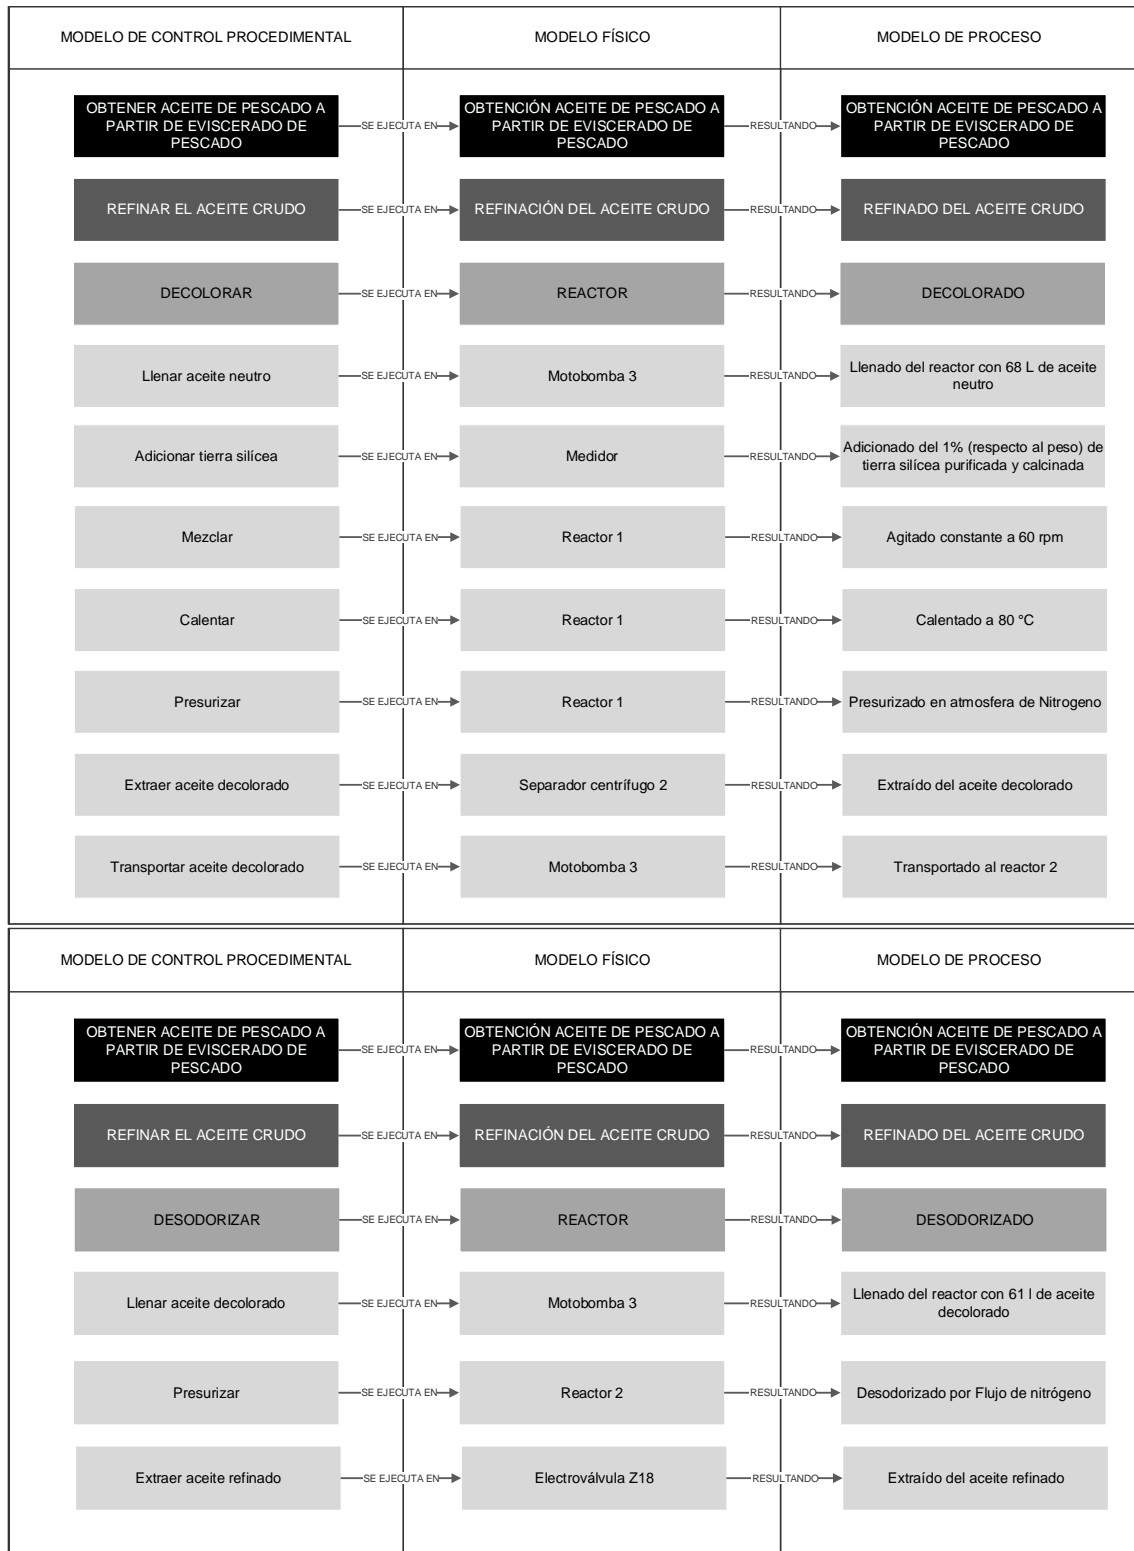 MODELO DE CONTROL PROCEDIMENTAL
MODELO FÍSICO
MODELO DE PROCESO
OBTENER ACEITE DE PESCADO A
PARTIR DE EVISCERADO DE
PESCADO
SE EJECUTA EN
OBTENCIÓN ACEITE DE PESCADO A
PARTIR DE EVISCERADO DE
PESCADO
RESULTANDO
OBTENCIÓN ACEITE DE PESCADO A
PARTIR DE EVISCERADO DE
PESCADO
REFINAR EL ACEITE CRUDO
SE EJECUTA EN
REFINACIÓN DEL ACEITE CRUDO
RESULTANDO
REFINADO DEL ACEITE CRUDO
DECOLORAR
SE EJECUTA EN
REACTOR
RESULTANDO
DECOLORADO
Llenar aceite neutro
SE EJECUTA EN
Motobomba 3
RESULTANDO
Llenado del reactor con 68 L de aceite
neutro
Adicionar tierra silícea
SE EJECUTA EN
Medidor
RESULTANDO
Adicionado del 1% (respecto al peso) de
tierra silícea purificada y calcinada
Mezclar
SE EJECUTA EN
Reactor 1
RESULTANDO
Agitado constante a 60 rpm
Calentar
SE EJECUTA EN
Reactor 1
RESULTANDO
Calentado a 80 °C
Presurizar
SE EJECUTA EN
Reactor 1
RESULTANDO
Presurizado en atmosfera de Nitrogeno
Extraer aceite decolorado
SE EJECUTA EN
Separador centrífugo 2
RESULTANDO
Extraído del aceite decolorado
Transportar aceite decolorado
SE EJECUTA EN
Motobomba 3
RESULTANDO
Transportado al reactor 2
MODELO DE CONTROL PROCEDIMENTAL
MODELO FÍSICO
MODELO DE PROCESO
OBTENER ACEITE DE PESCADO A
PARTIR DE EVISCERADO DE
PESCADO
SE EJECUTA EN
OBTENCIÓN ACEITE DE PESCADO A
PARTIR DE EVISCERADO DE
PESCADO
RESULTANDO
OBTENCIÓN ACEITE DE PESCADO A
PARTIR DE EVISCERADO DE
PESCADO
REFINAR EL ACEITE CRUDO
SE EJECUTA EN
REFINACIÓN DEL ACEITE CRUDO
RESULTANDO
REFINADO DEL ACEITE CRUDO
DESODORIZAR
SE EJECUTA EN
REACTOR
RESULTANDO
DESODORIZADO
Llenar aceite decolorado
SE EJECUTA EN
Motobomba 3
RESULTANDO
Llenado del reactor con 61 l de aceite
decolorado
Presurizar
SE EJECUTA EN
Reactor 2
RESULTANDO
Desodorizado por Flujo de nitrógeno
Extraer aceite refinado
SE EJECUTA EN
Electroválvula Z18
RESULTANDO
Extraído del aceite refinado